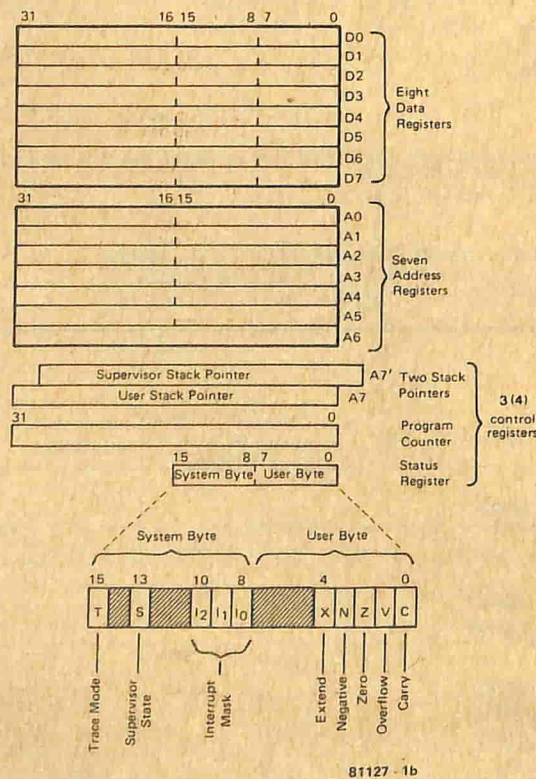 31 16 15 8 7 0
D0
D1
D2
D3
D4
D5
D6
D7
Eight
Data
Registers
31 16 15 0
A0
A1
A2
A3
A4
A5
A6
Seven
Address
Registers
Supervisor Stack Pointer
A7'
User Stack Pointer
A7
Two Stack
Pointers
31 0
Program
Counter
15 8 7 0
System Byte User Byte
Status
Register
3 (4)
control
registers
System Byte User Byte
15 13 10 8 4 0
T S I2 I1 I0 X N Z V C
Trace Mode
Supervisor
State
Interrupt
Mask
Extend
Negative
Zero
Overflow
Carry
81127 - 1b